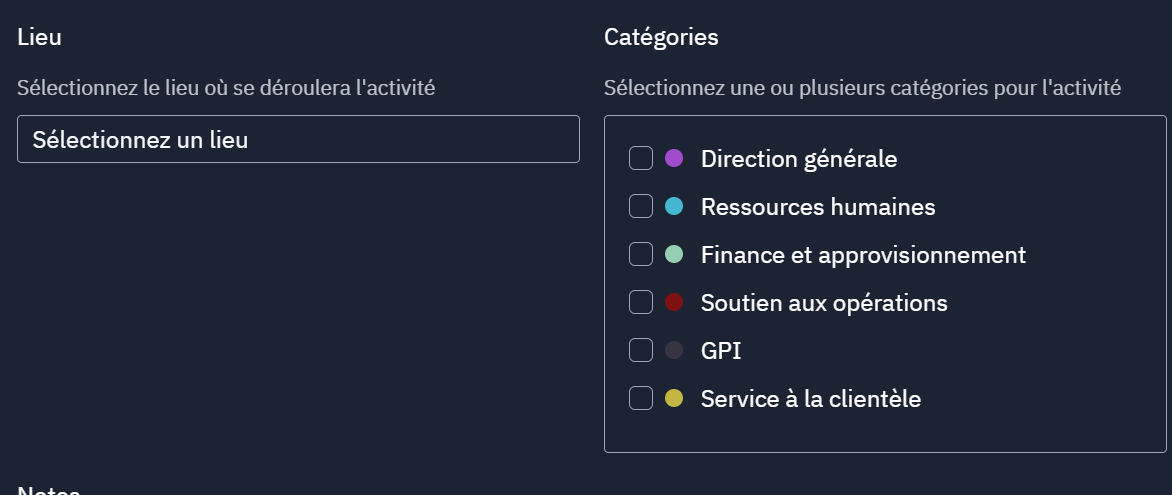 Lieu
Sélectionnez le lieu où se déroulera l'activité
Sélectionnez un lieu
Catégories
Sélectionnez une ou plusieurs catégories pour l'activité
Direction générale
Ressources humaines
Finance et approvisionnement
Soutien aux opérations
GPI
Service à la clientèle
Notes